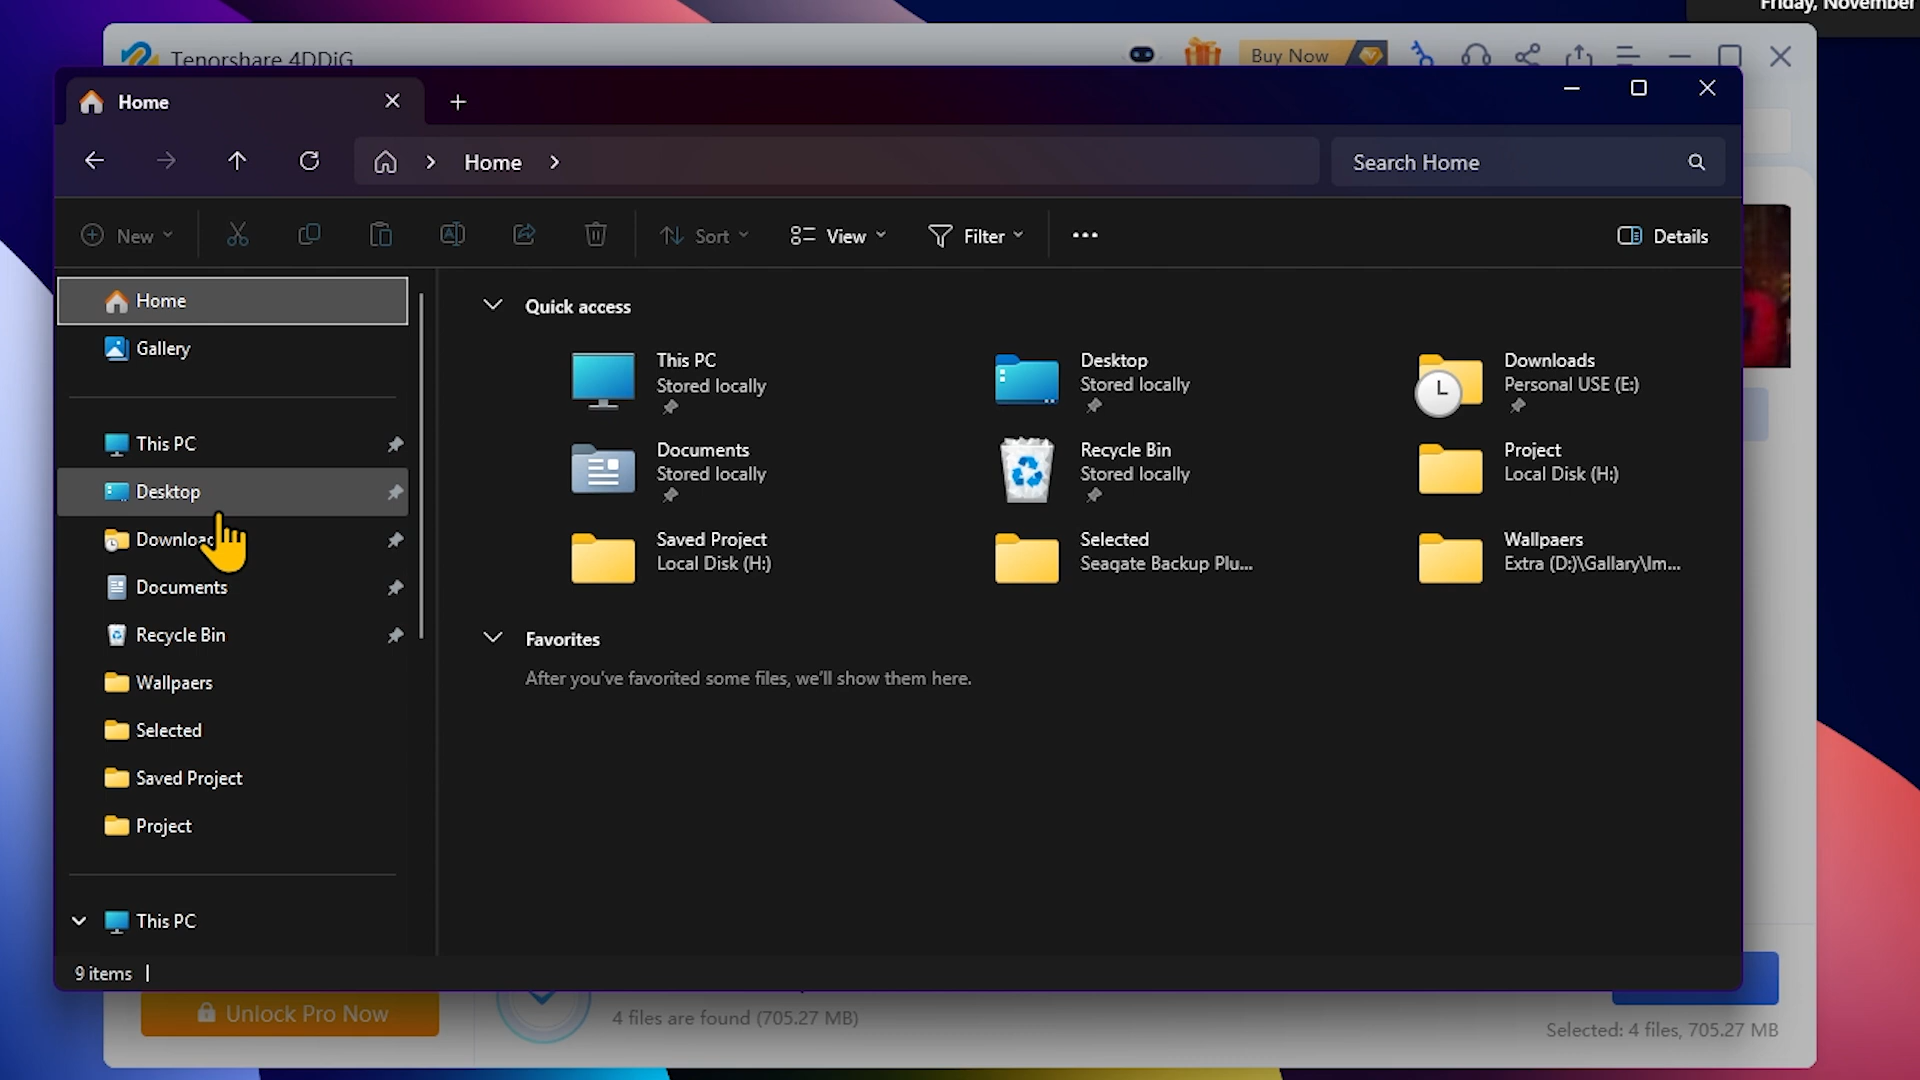 Friday, November
Tenorshare 4DDiG
Buy Now
Home
Home
Search Home
New
Sort
View
Filter
Details
Home
Gallery
This PC
Desktop
Documents
Recycle Bin
Wallpaers
Selected
Saved Project
Project
This PC
Quick access
This PC
Stored locally
Desktop
Stored locally
Downloads
Personal USE (E:)
Documents
Stored locally
Recycle Bin
Stored locally
Project
Local Disk (H:)
Saved Project
Local Disk (H:)
Selected
Seagate Backup Plu...
Wallpaers
Extra (D:)\Gallary\Im...
Favorites
After you've favorited some files, we'll show them here.
9 items
Unlock Pro Now
4 files are found (705.27 MB)
Selected: 4 files, 705.27 MB